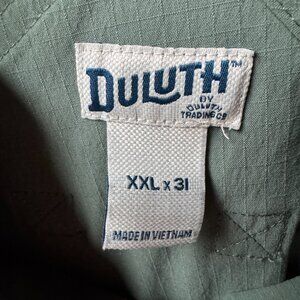 DULUTH™
BY
DULUTH
TRADING Co
XXL x 31
MADE IN VIETNAM